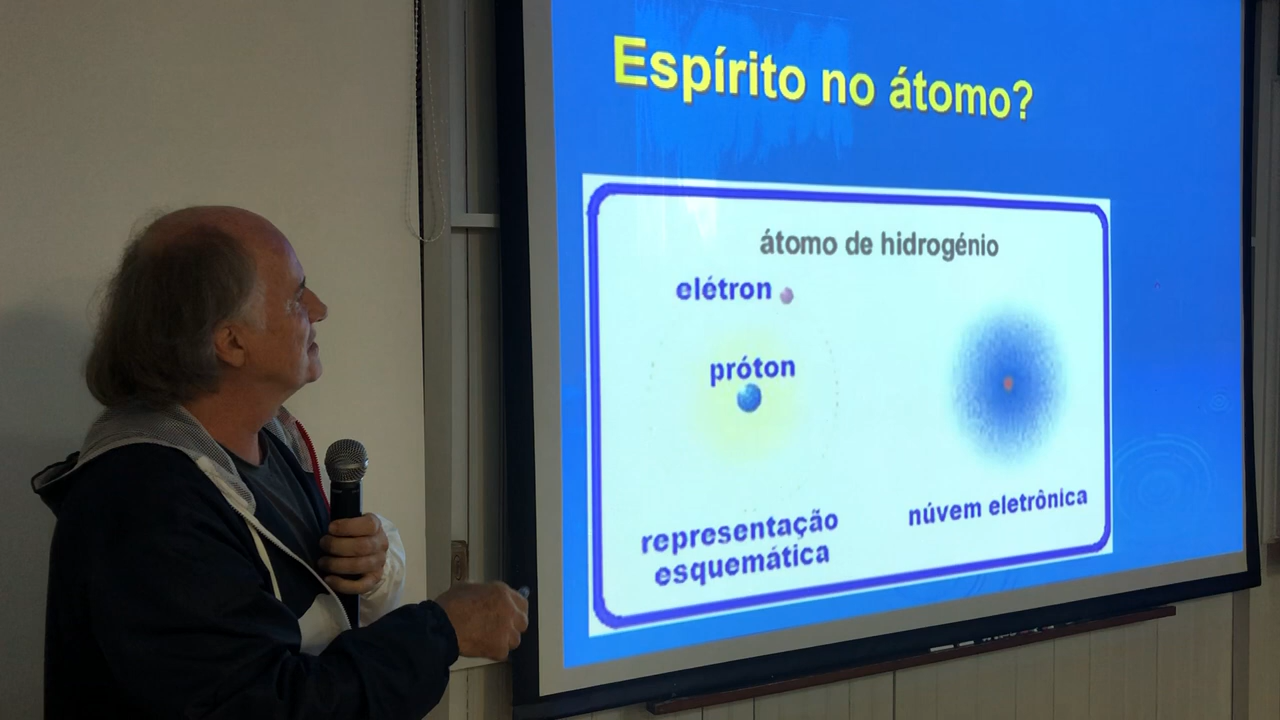 Espírito no átomo?
átomo de hidrogénio
elétron
próton
representação
esquemática
núvem eletrônica